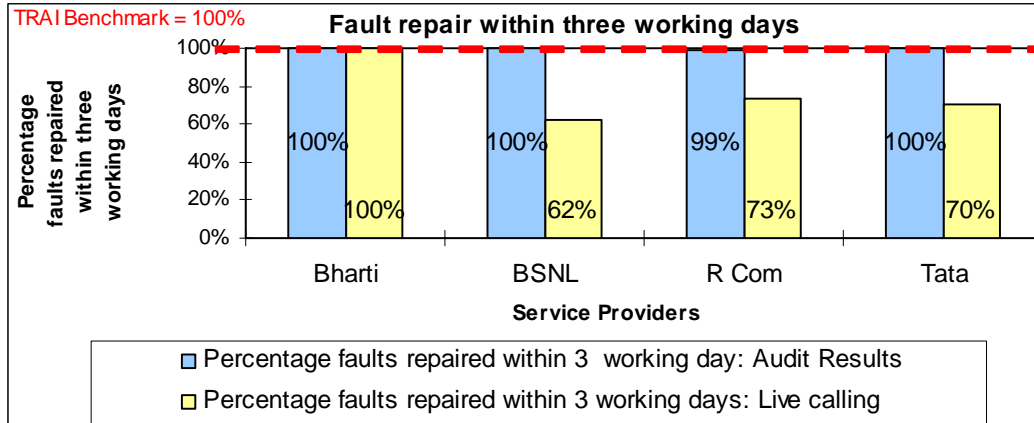 TRAI Benchmark = 100%
Fault repair within three working days
Percentage
faults repaired
within three
working days
100%
80%
60%
40%
20%
0%
100%
100%
100%
62%
99%
73%
100%
70%
Bharti
BSNL
R Com
Tata
Service Providers
Percentage faults repaired within 3 working day: Audit Results
Percentage faults repaired within 3 working days: Live calling